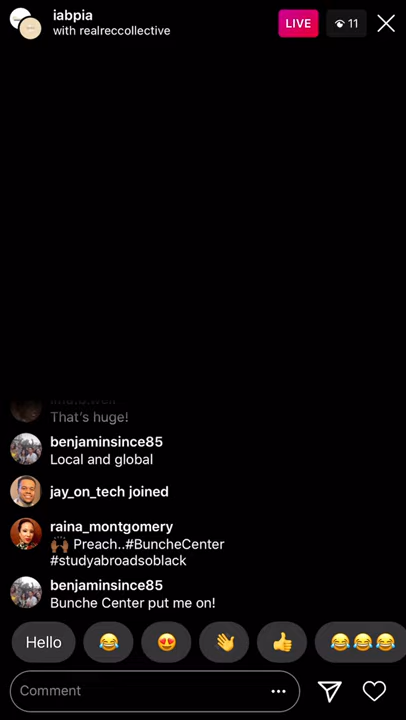 iabpia
with realreccollective
LIVE
11
That's huge!
benjaminsince85
Local and global
jay_on_tech joined
raina_montgomery
🙌🏾 Preach..#BuncheCenter
#studyabroadsoblack
benjaminsince85
Bunche Center put me on!
Hello
Comment